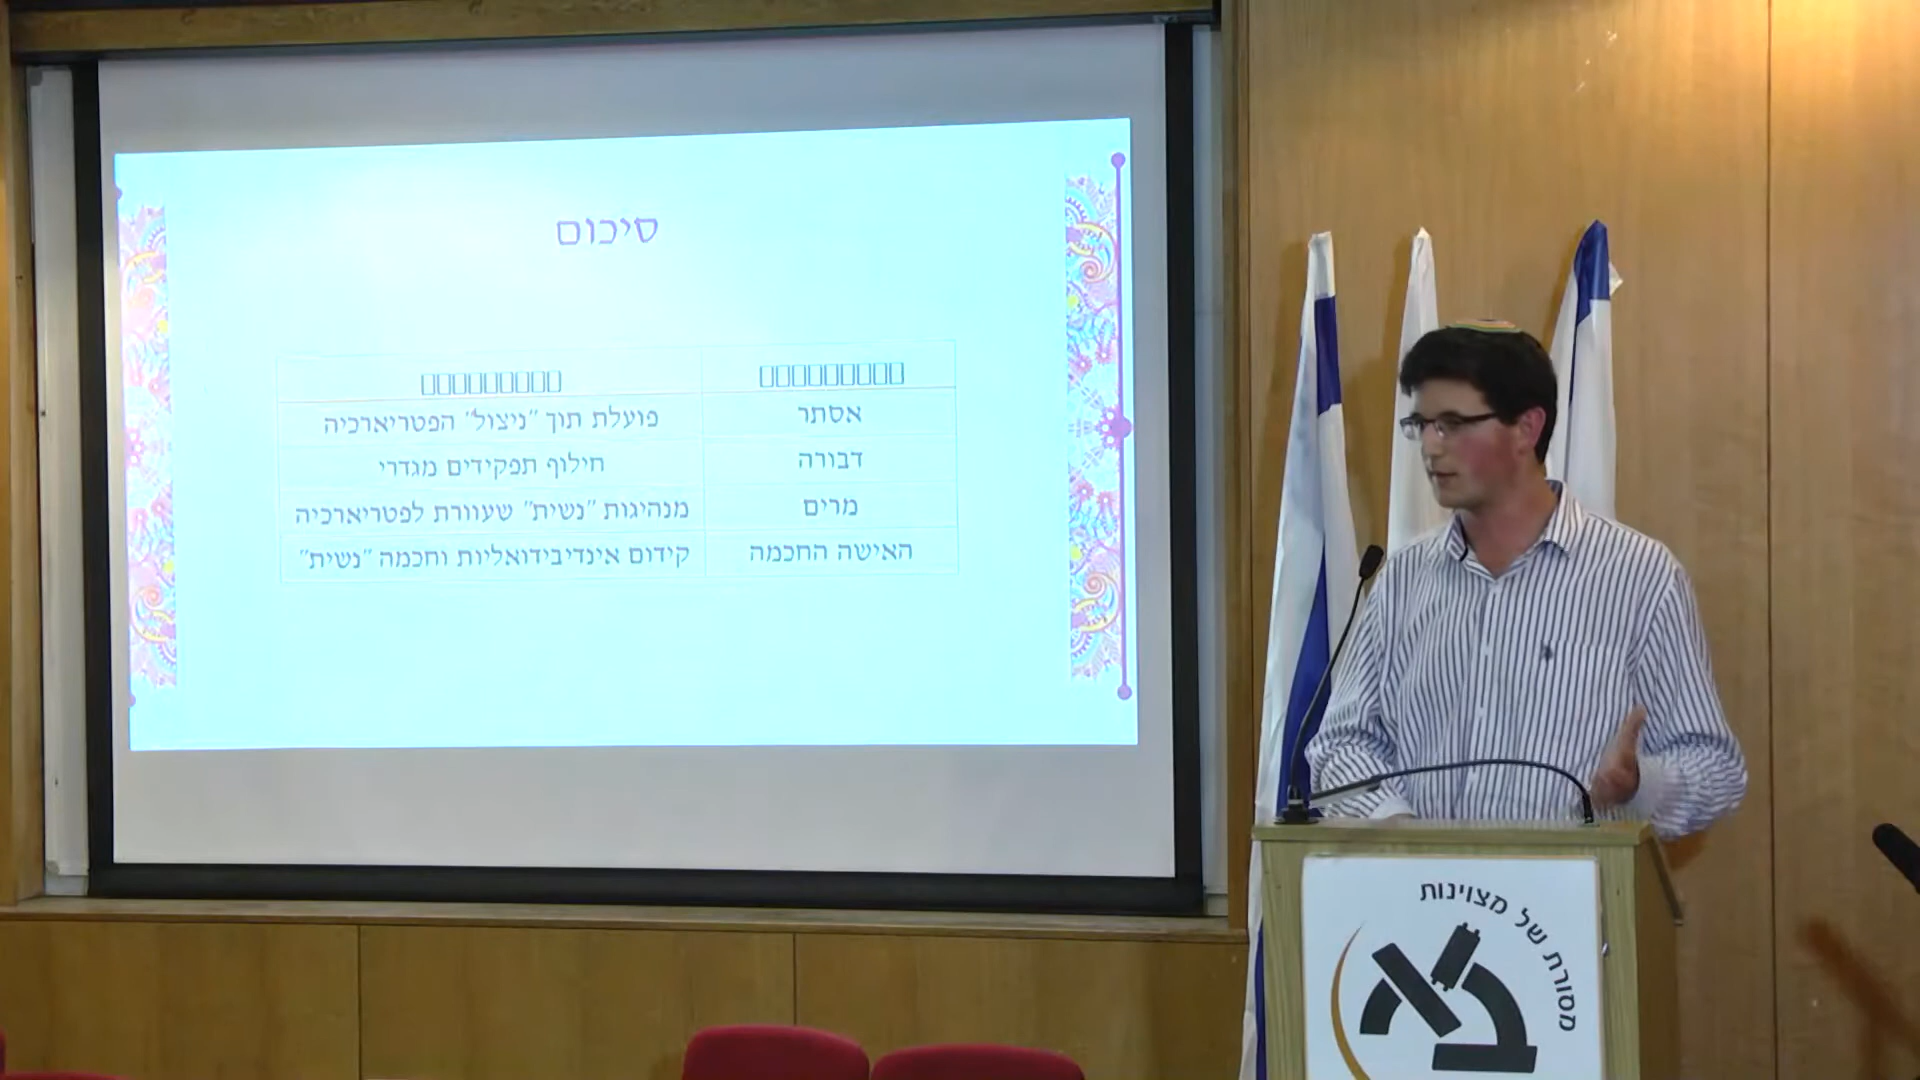 סיכום
אסתר פועלת תוך "ניצול" הפטריארכיה
דבורה חילוף תפקידים מגדרי
מרים מנהיגות "נשית" שעוורת לפטריארכיה
האישה החכמה קידום אינדיבידואליות וחכמה "נשית"
מסורת של מצוינות